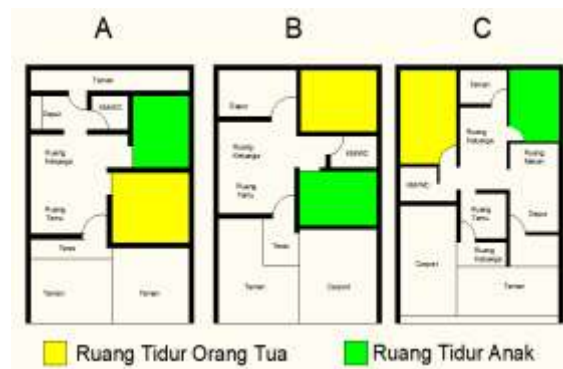 A
B
C
Taman
Dapur
KM/WC
Ruang
Keluarga
Ruang
Tamu
Teras
Taman
Taman
Dapur
Ruang
Keluarga
KM/WC
Ruang
Tamu
Teras
Taman
Carport
Taman
Ruang
Keluarga
Ruang
Makan
KM/WC
Ruang
Tamu
Dapur
Carport
Ruang
Keluarga
Taman
Ruang Tidur Orang Tua
Ruang Tidur Anak